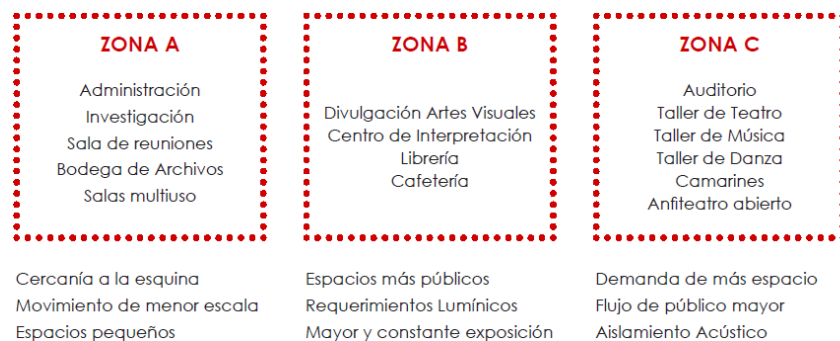 ZONA A
Administración
Investigación
Sala de reuniones
Bodega de Archivos
Salas multiuso
Cercanía a la esquina
Movimiento de menor escala
Espacios pequeños
ZONA B
Divulgación Artes Visuales
Centro de Interpretación
Librería
Cafetería
Espacios más públicos
Requerimientos Lumínicos
Mayor y constante exposición
ZONA C
Auditorio
Taller de Teatro
Taller de Música
Taller de Danza
Camarines
Anfiteatro abierto
Demanda de más espacio
Flujo de público mayor
Aislamiento Acústico